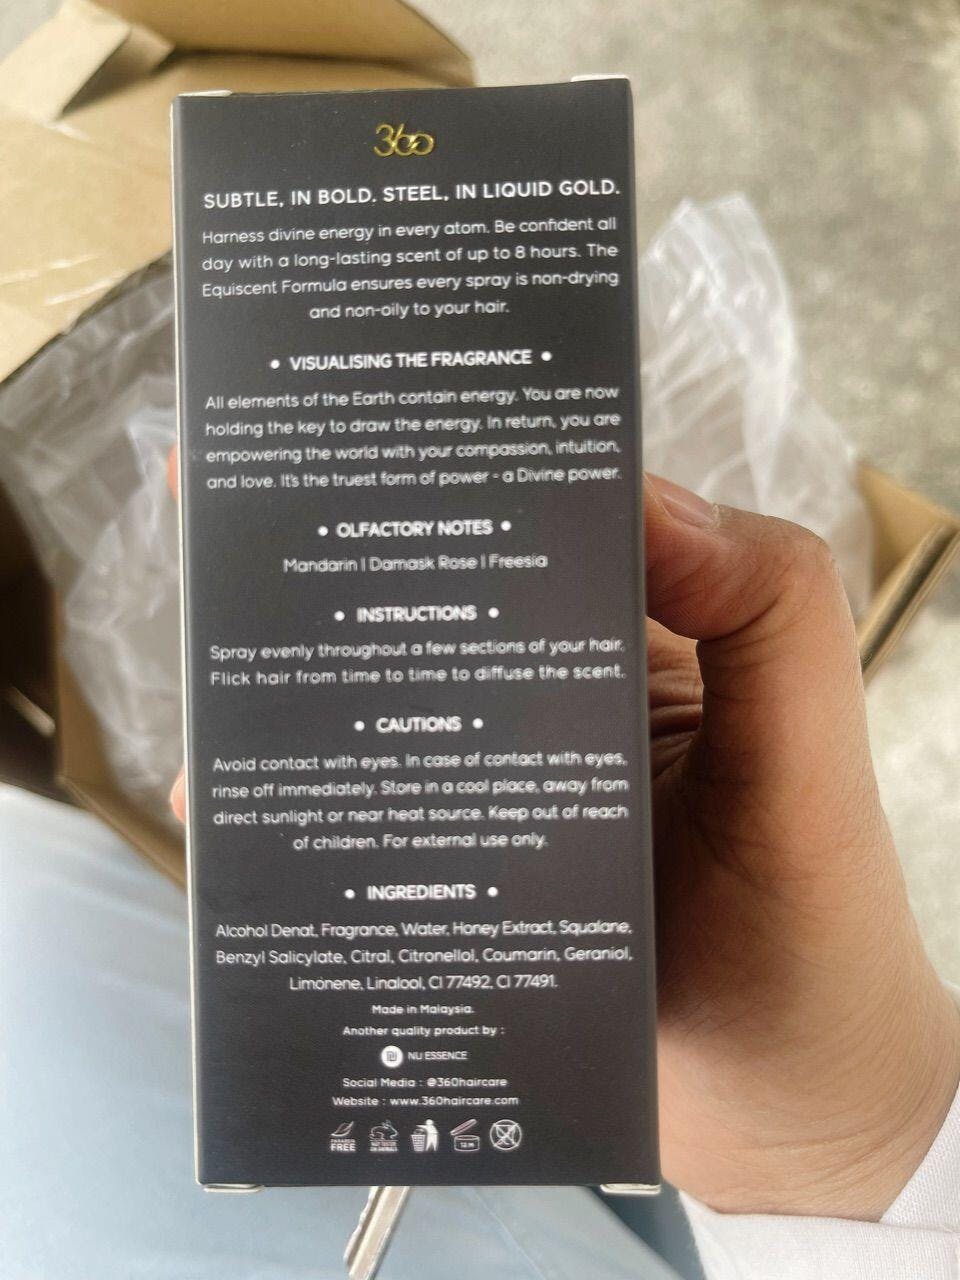 360
SUBTLE, IN BOLD. STEEL, IN LIQUID GOLD.
Harness divine energy in every atom. Be confident all
day with a long-lasting scent of up to 8 hours. The
Equiscent Formula ensures every spray is non-drying
and non-oily to your hair.
• VISUALISING THE FRAGRANCE •
All elements of the Earth contain energy. You are now
holding the key to draw the energy. In return, you are
empowering the world with your compassion, intuition,
and love. It's the truest form of power - a Divine power.
• OLFACTORY NOTES •
Mandarin | Damask Rose | Freesia
• INSTRUCTIONS •
Spray evenly throughout a few sections of your hair.
Flick hair from time to time to diffuse the scent.
• CAUTIONS •
Avoid contact with eyes. In case of contact with eyes,
rinse off immediately. Store in a cool place, away from
direct sunlight or near heat source. Keep out of reach
of children. For external use only.
• INGREDIENTS •
Alcohol Denat, Fragrance, Water, Honey Extract, Squalane,
Benzyl Salicylate, Citral, Citronellol, Coumarin, Geraniol,
Limonene, Linalool, CI 77492, CI 77491.
Made in Malaysia.
Another quality product by :
NU ESSENCE
Social Media : @360haircare
Website : www.360haircare.com
PARABEN
FREE
NOT TESTED
ON ANIMALS
12 M